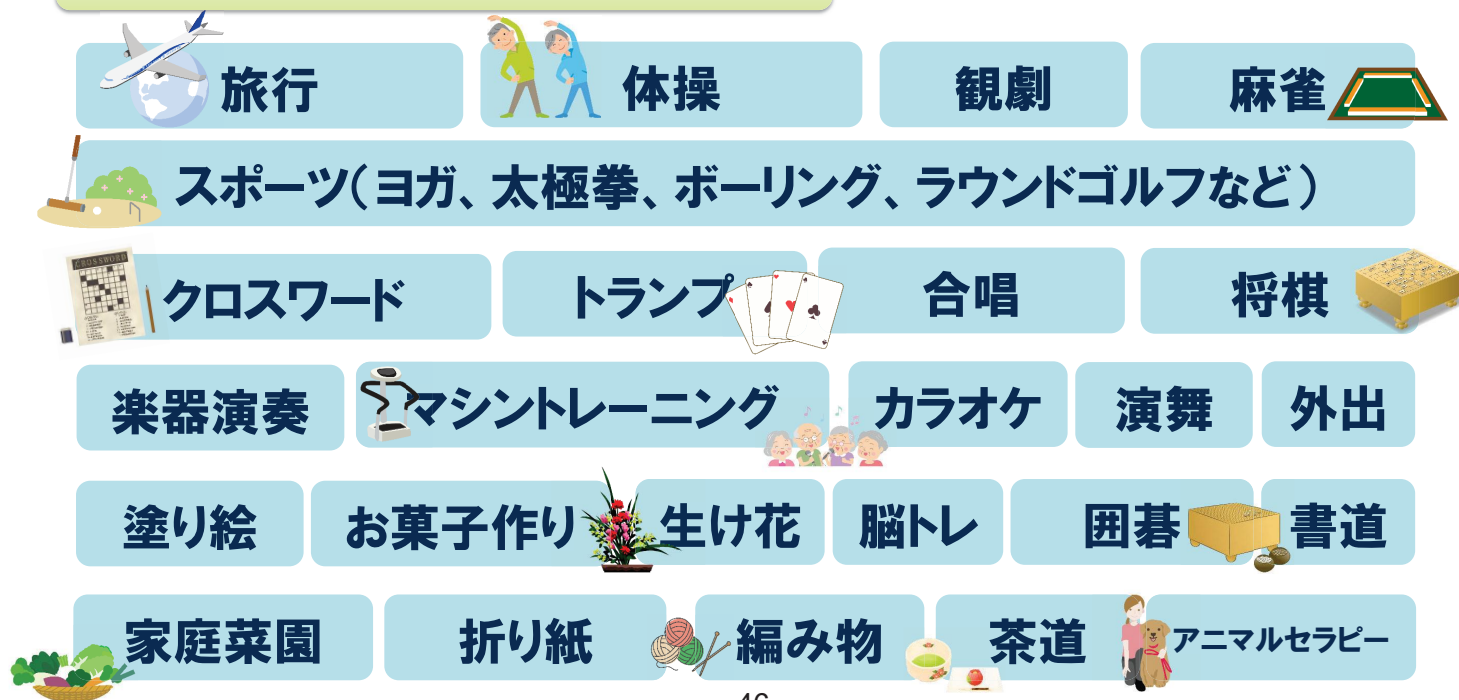 旅行 体操 観劇 麻雀
スポーツ(ヨガ、太極拳、ボーリング、ラウンドゴルフなど)
クロスワード トランプ 合唱 将棋
CROSSWORD
楽器演奏 マシントレーニング カラオケ 演舞 外出
塗り絵 お菓子作り 生け花 脳トレ 囲碁 書道
家庭菜園 折り紙 編み物 茶道 アニマルセラピー